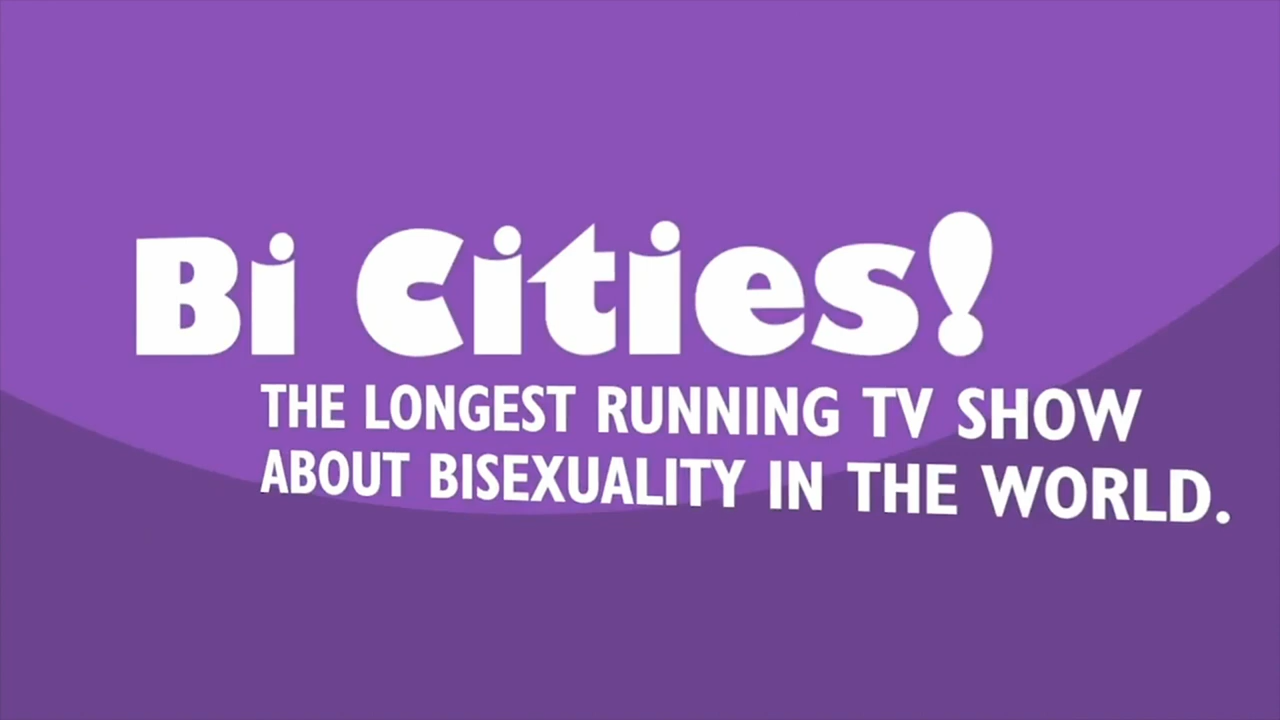 Bi Cities!
THE LONGEST RUNNING TV SHOW
ABOUT BISEXUALITY IN THE WORLD.